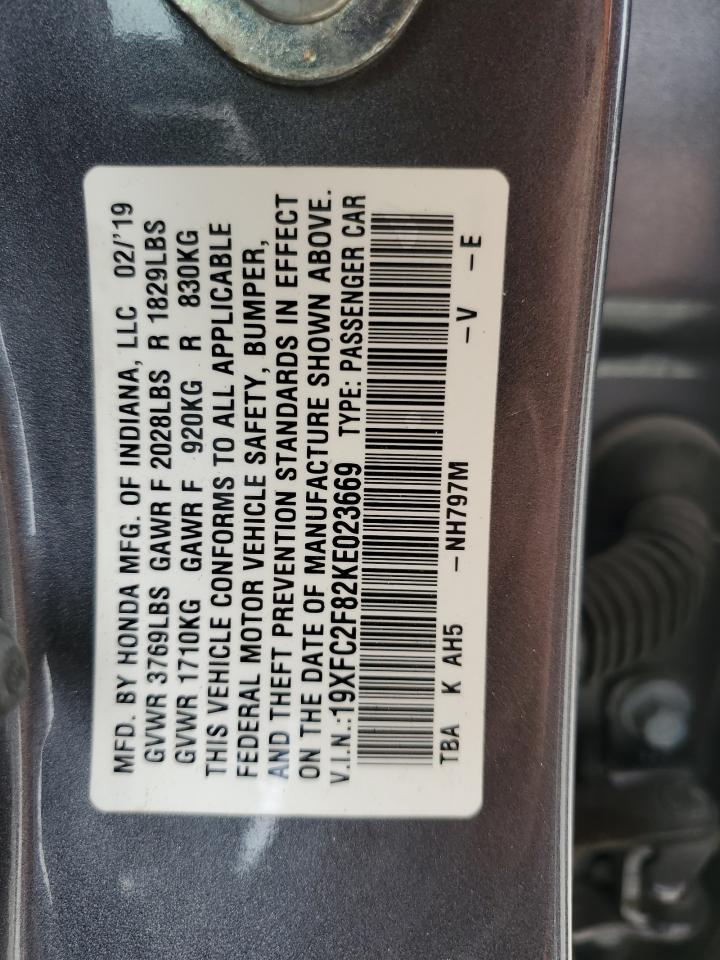 MFD. BY HONDA MFG. OF INDIANA, LLC 02/'19
GVWR 3769LBS GAWR F 2028LBS R 1829LBS
GVWR 1710KG GAWR F 920KG R 830KG
THIS VEHICLE CONFORMS TO ALL APPLICABLE
FEDERAL MOTOR VEHICLE SAFETY, BUMPER,
AND THEFT PREVENTION STANDARDS IN EFFECT
ON THE DATE OF MANUFACTURE SHOWN ABOVE.
V.I.N.:19XFC2F82KE023669 TYPE: PASSENGER CAR
TBA K AH5 -NH797M -V -E